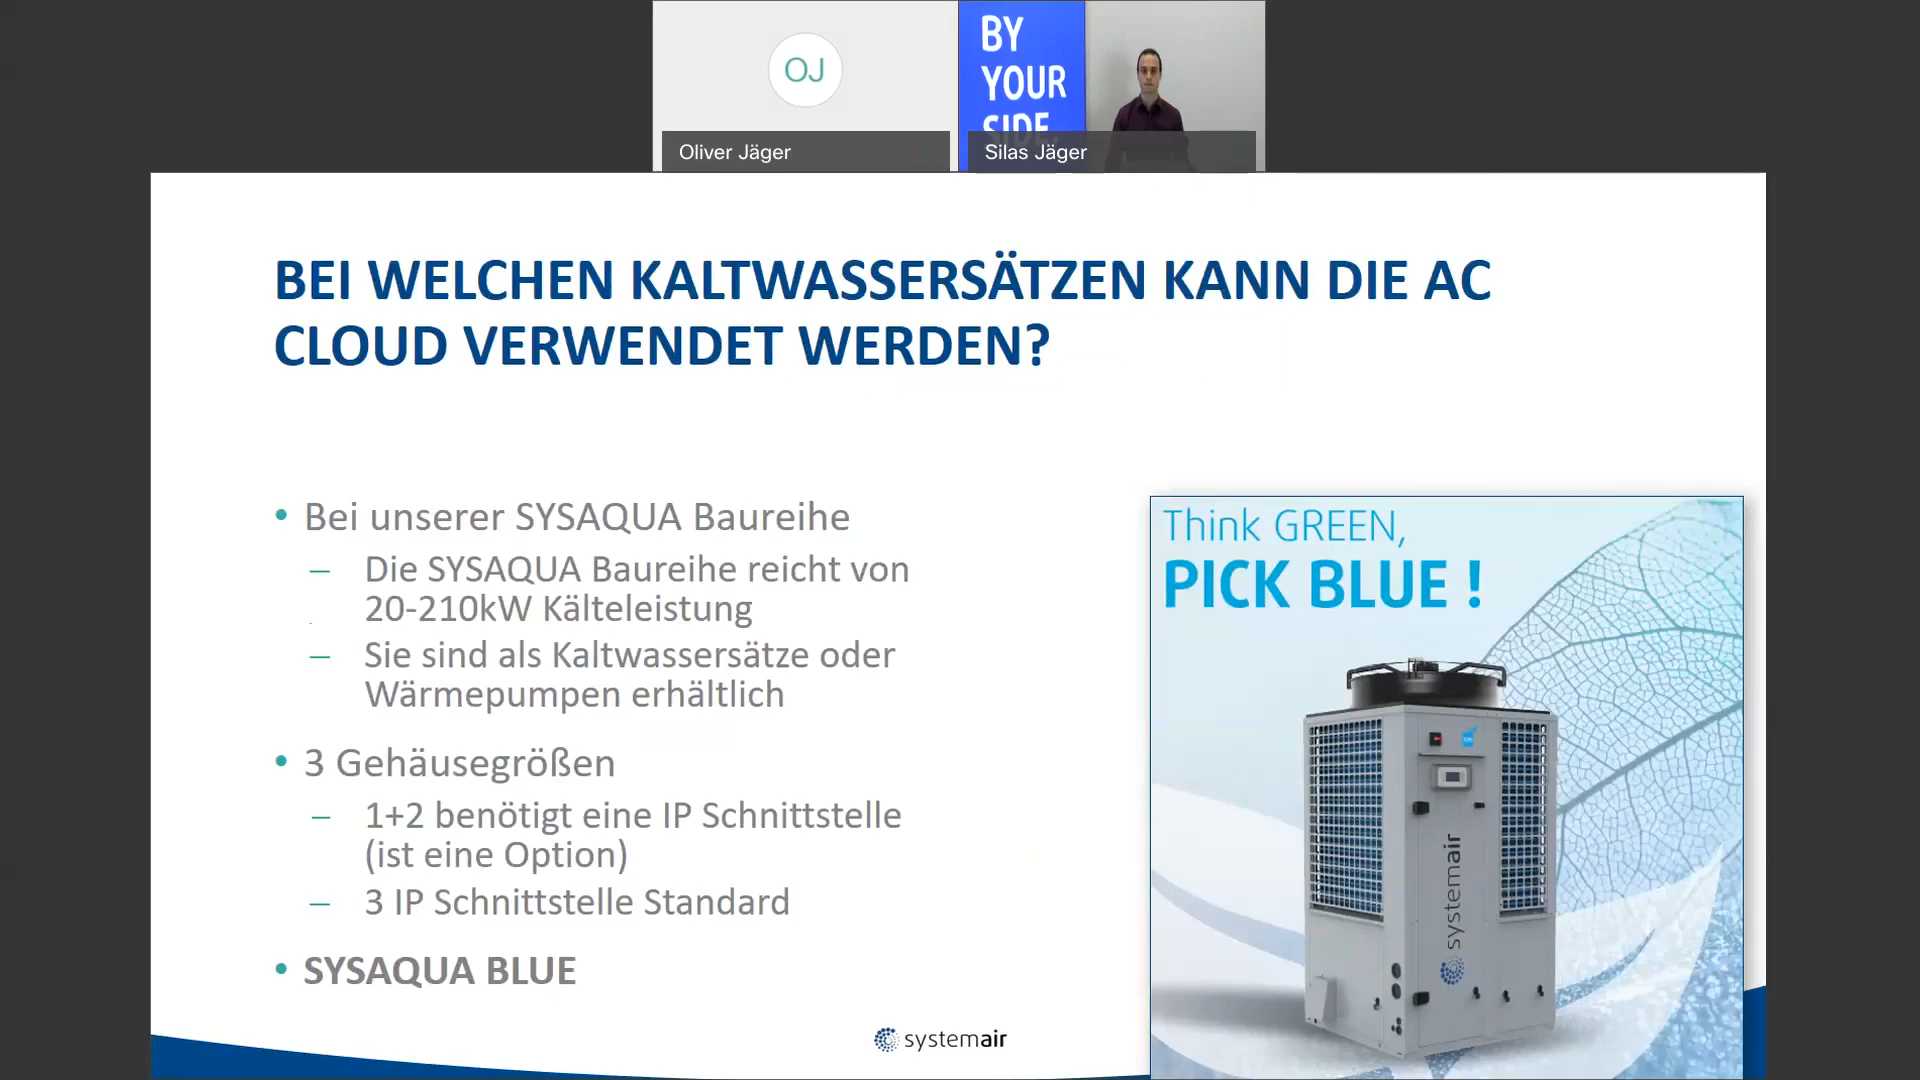 OJ
BY
YOUR
SIDE.
Oliver Jäger
Silas Jäger
BEI WELCHEN KALTWASSERSÄTZEN KANN DIE AC
CLOUD VERWENDET WERDEN?
• Bei unserer SYSAQUA Baureihe
– Die SYSAQUA Baureihe reicht von
20-210kW Kälteleistung
– Sie sind als Kaltwassersätze oder
Wärmepumpen erhältlich
• 3 Gehäusegrößen
– 1+2 benötigt eine IP Schnittstelle
(ist eine Option)
– 3 IP Schnittstelle Standard
• SYSAQUA BLUE
Think GREEN,
PICK BLUE !
systemair
systemair